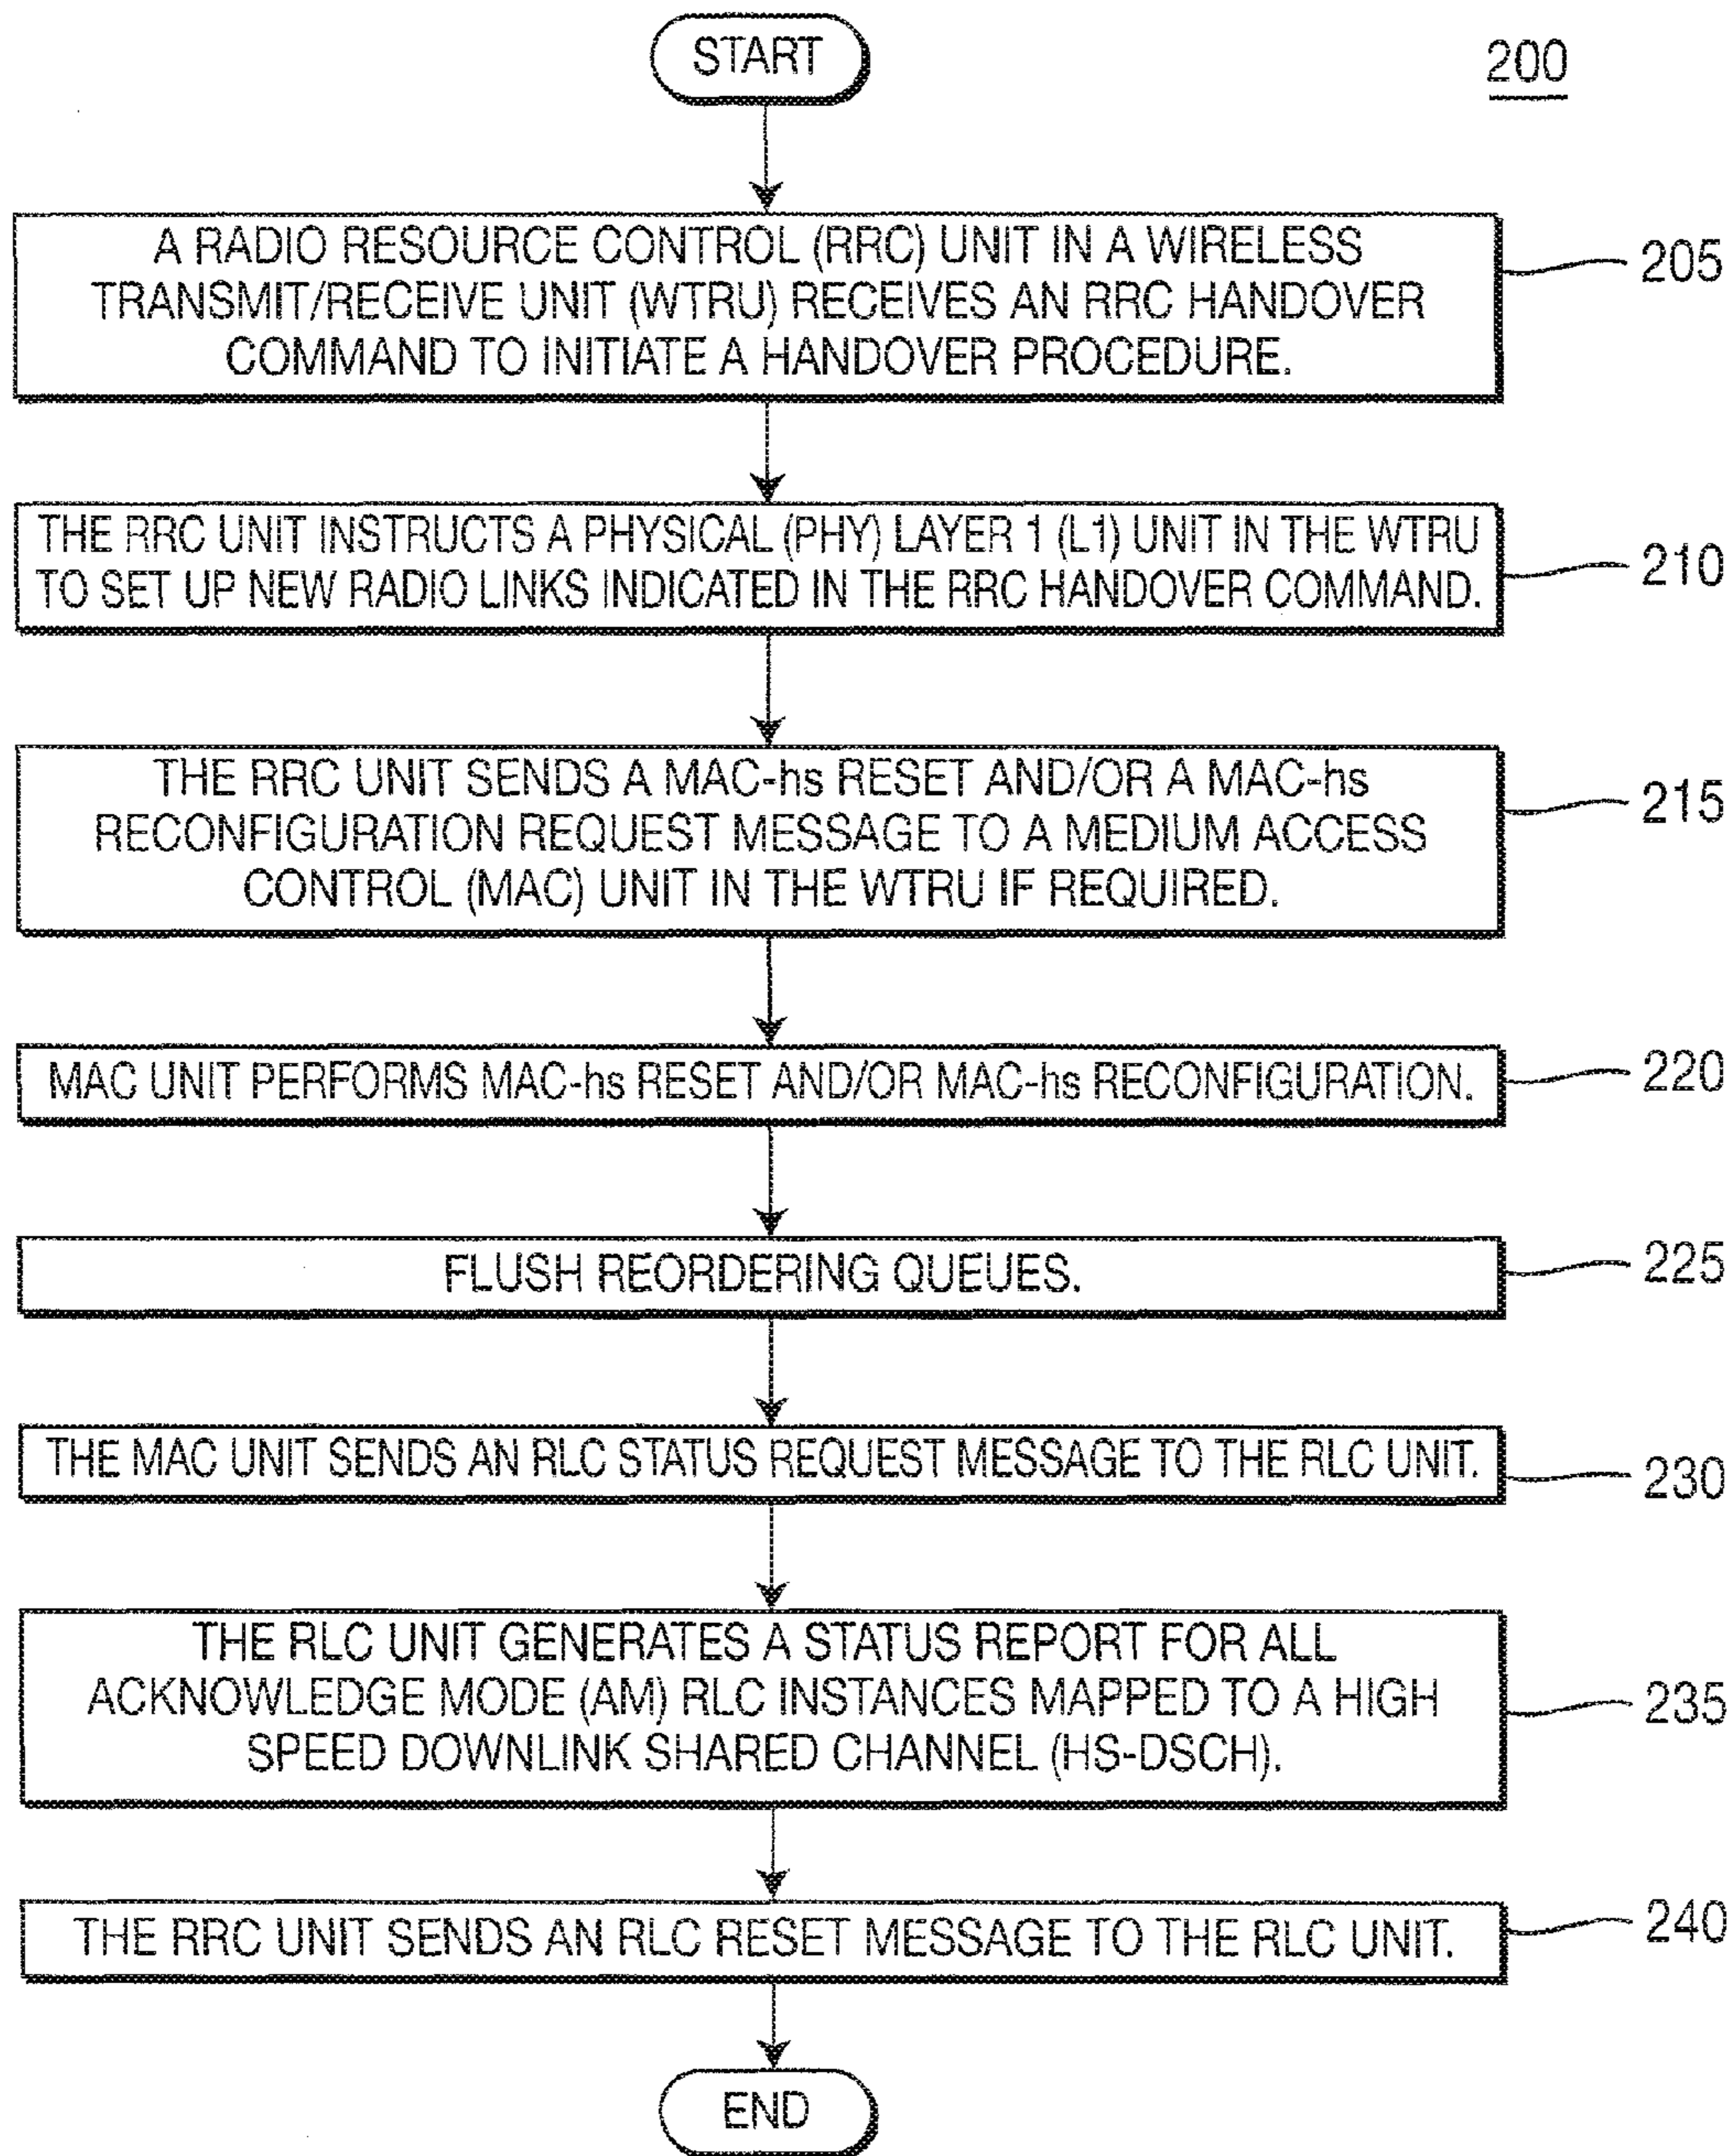 START
200
A RADIO RESOURCE CONTROL (RRC) UNIT IN A WIRELESS
TRANSMIT/RECEIVE UNIT (WTRU) RECEIVES AN RRC HANDOVER
COMMAND TO INITIATE A HANDOVER PROCEDURE.
205
THE RRC UNIT INSTRUCTS A PHYSICAL (PHY) LAYER 1 (L1) UNIT IN THE WTRU
TO SET UP NEW RADIO LINKS INDICATED IN THE RRC HANDOVER COMMAND.
210
THE RRC UNIT SENDS A MAC-hs RESET AND/OR A MAC-hs
RECONFIGURATION REQUEST MESSAGE TO A MEDIUM ACCESS
CONTROL (MAC) UNIT IN THE WTRU IF REQUIRED.
215
MAC UNIT PERFORMS MAC-hs RESET AND/OR MAC-hs RECONFIGURATION.
220
FLUSH REORDERING QUEUES.
225
THE MAC UNIT SENDS AN RLC STATUS REQUEST MESSAGE TO THE RLC UNIT.
230
THE RLC UNIT GENERATES A STATUS REPORT FOR ALL
ACKNOWLEDGE MODE (AM) RLC INSTANCES MAPPED TO A HIGH
SPEED DOWNLINK SHARED CHANNEL (HS-DSCH).
235
THE RRC UNIT SENDS AN RLC RESET MESSAGE TO THE RLC UNIT.
240
END